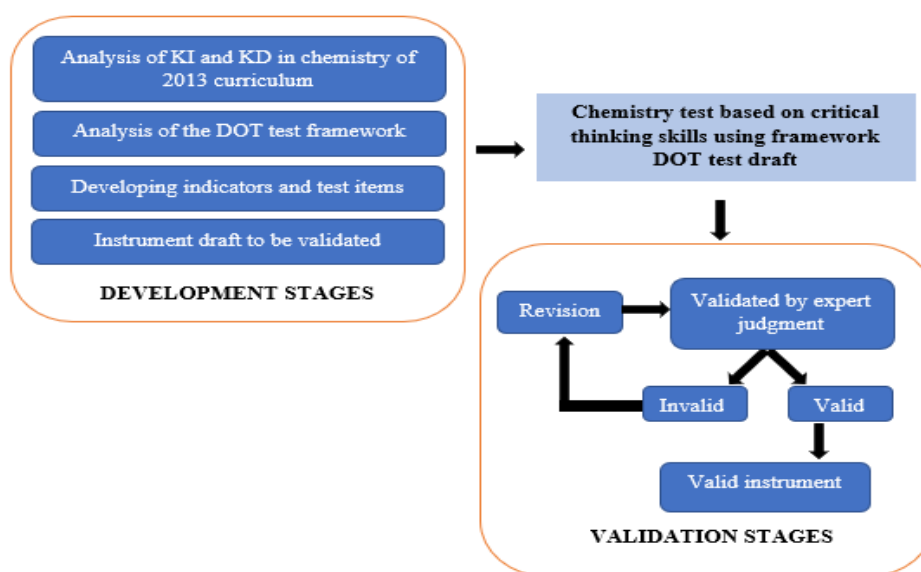 Analysis of KI and KD in chemistry of
2013 curriculum
Analysis of the DOT test framework
Developing indicators and test items
Instrument draft to be validated
DEVELOPMENT STAGES
Chemistry test based on critical
thinking skills using framework
DOT test draft
Revision
Validated by expert
judgment
Invalid
Valid
Valid instrument
VALIDATION STAGES